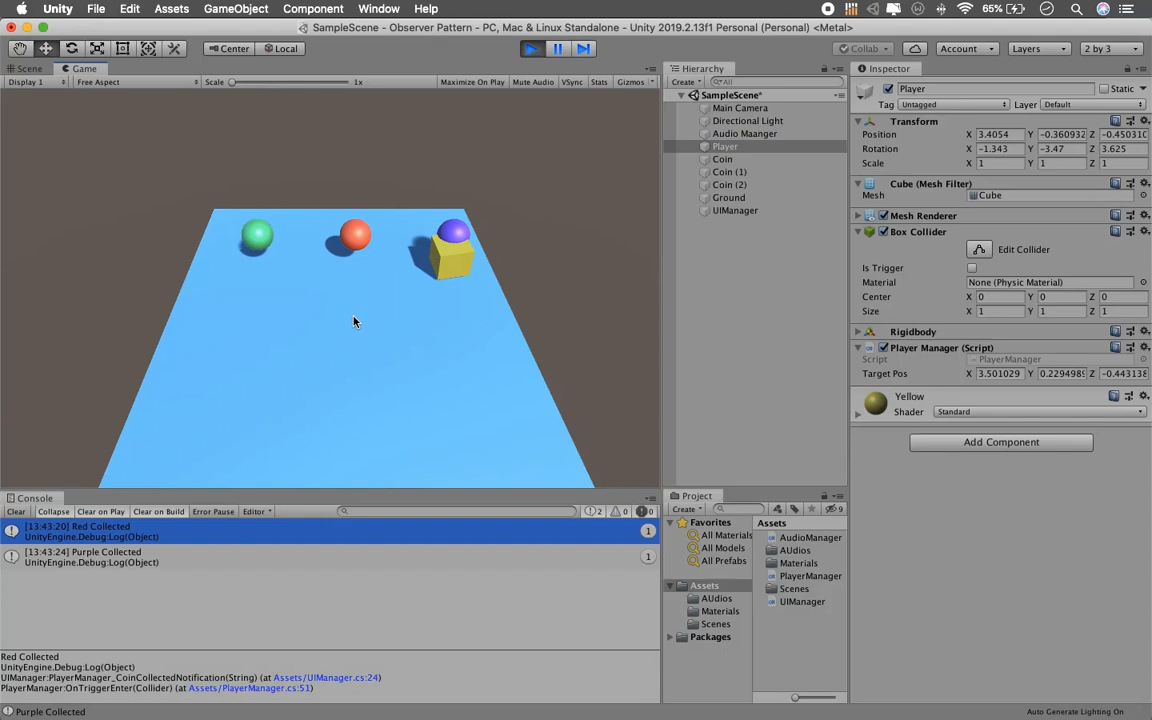 Unity File Edit Assets GameObject Component Window Help 65%
SampleScene - Observer Pattern - PC, Mac & Linux Standalone - Unity 2019.2.13f1 Personal (Personal) <Metal>
Center Local Collab Account Layers 2 by 3
Scene Game
Display 1 Free Aspect Scale 1x Maximize On Play Mute Audio VSync Stats Gizmos
Hierarchy
Create All
SampleScene*
Main Camera
Directional Light
Audio Maanger
Player
Coin
Coin (1)
Coin (2)
Ground
UIManager
Inspector
Player Static
Tag Untagged Layer Default
Transform
Position X 3.4054 Y -0.360932 Z -0.450310
Rotation X -1.343 Y -3.47 Z 3.625
Scale X 1 Y 1 Z 1
Cube (Mesh Filter)
Mesh Cube
Mesh Renderer
Box Collider
Edit Collider
Is Trigger
Material None (Physic Material)
Center X 0 Y 0 Z 0
Size X 1 Y 1 Z 1
Rigidbody
Player Manager (Script)
Script PlayerManager
Target Pos X 3.501029 Y 0.2294989 Z -0.443138
Yellow
Shader Standard
Add Component
Console
Clear Collapse Clear on Play Clear on Build Error Pause Editor 2 0 0
[13:43:20] Red Collected
UnityEngine.Debug:Log(Object) 1
[13:43:24] Purple Collected
UnityEngine.Debug:Log(Object) 1
Red Collected
UnityEngine.Debug:Log(Object)
UIManager:PlayerManager_CoinCollectedNotification(String) (at Assets/UIManager.cs:24)
PlayerManager:OnTriggerEnter(Collider) (at Assets/PlayerManager.cs:51)
Purple Collected
Project
Create 9
Favorites
All Materials
All Models
All Prefabs
Assets
AUdios
Materials
Scenes
Packages
Assets
AudioManager
AUdios
Materials
PlayerManager
Scenes
UIManager
Auto Generate Lighting On